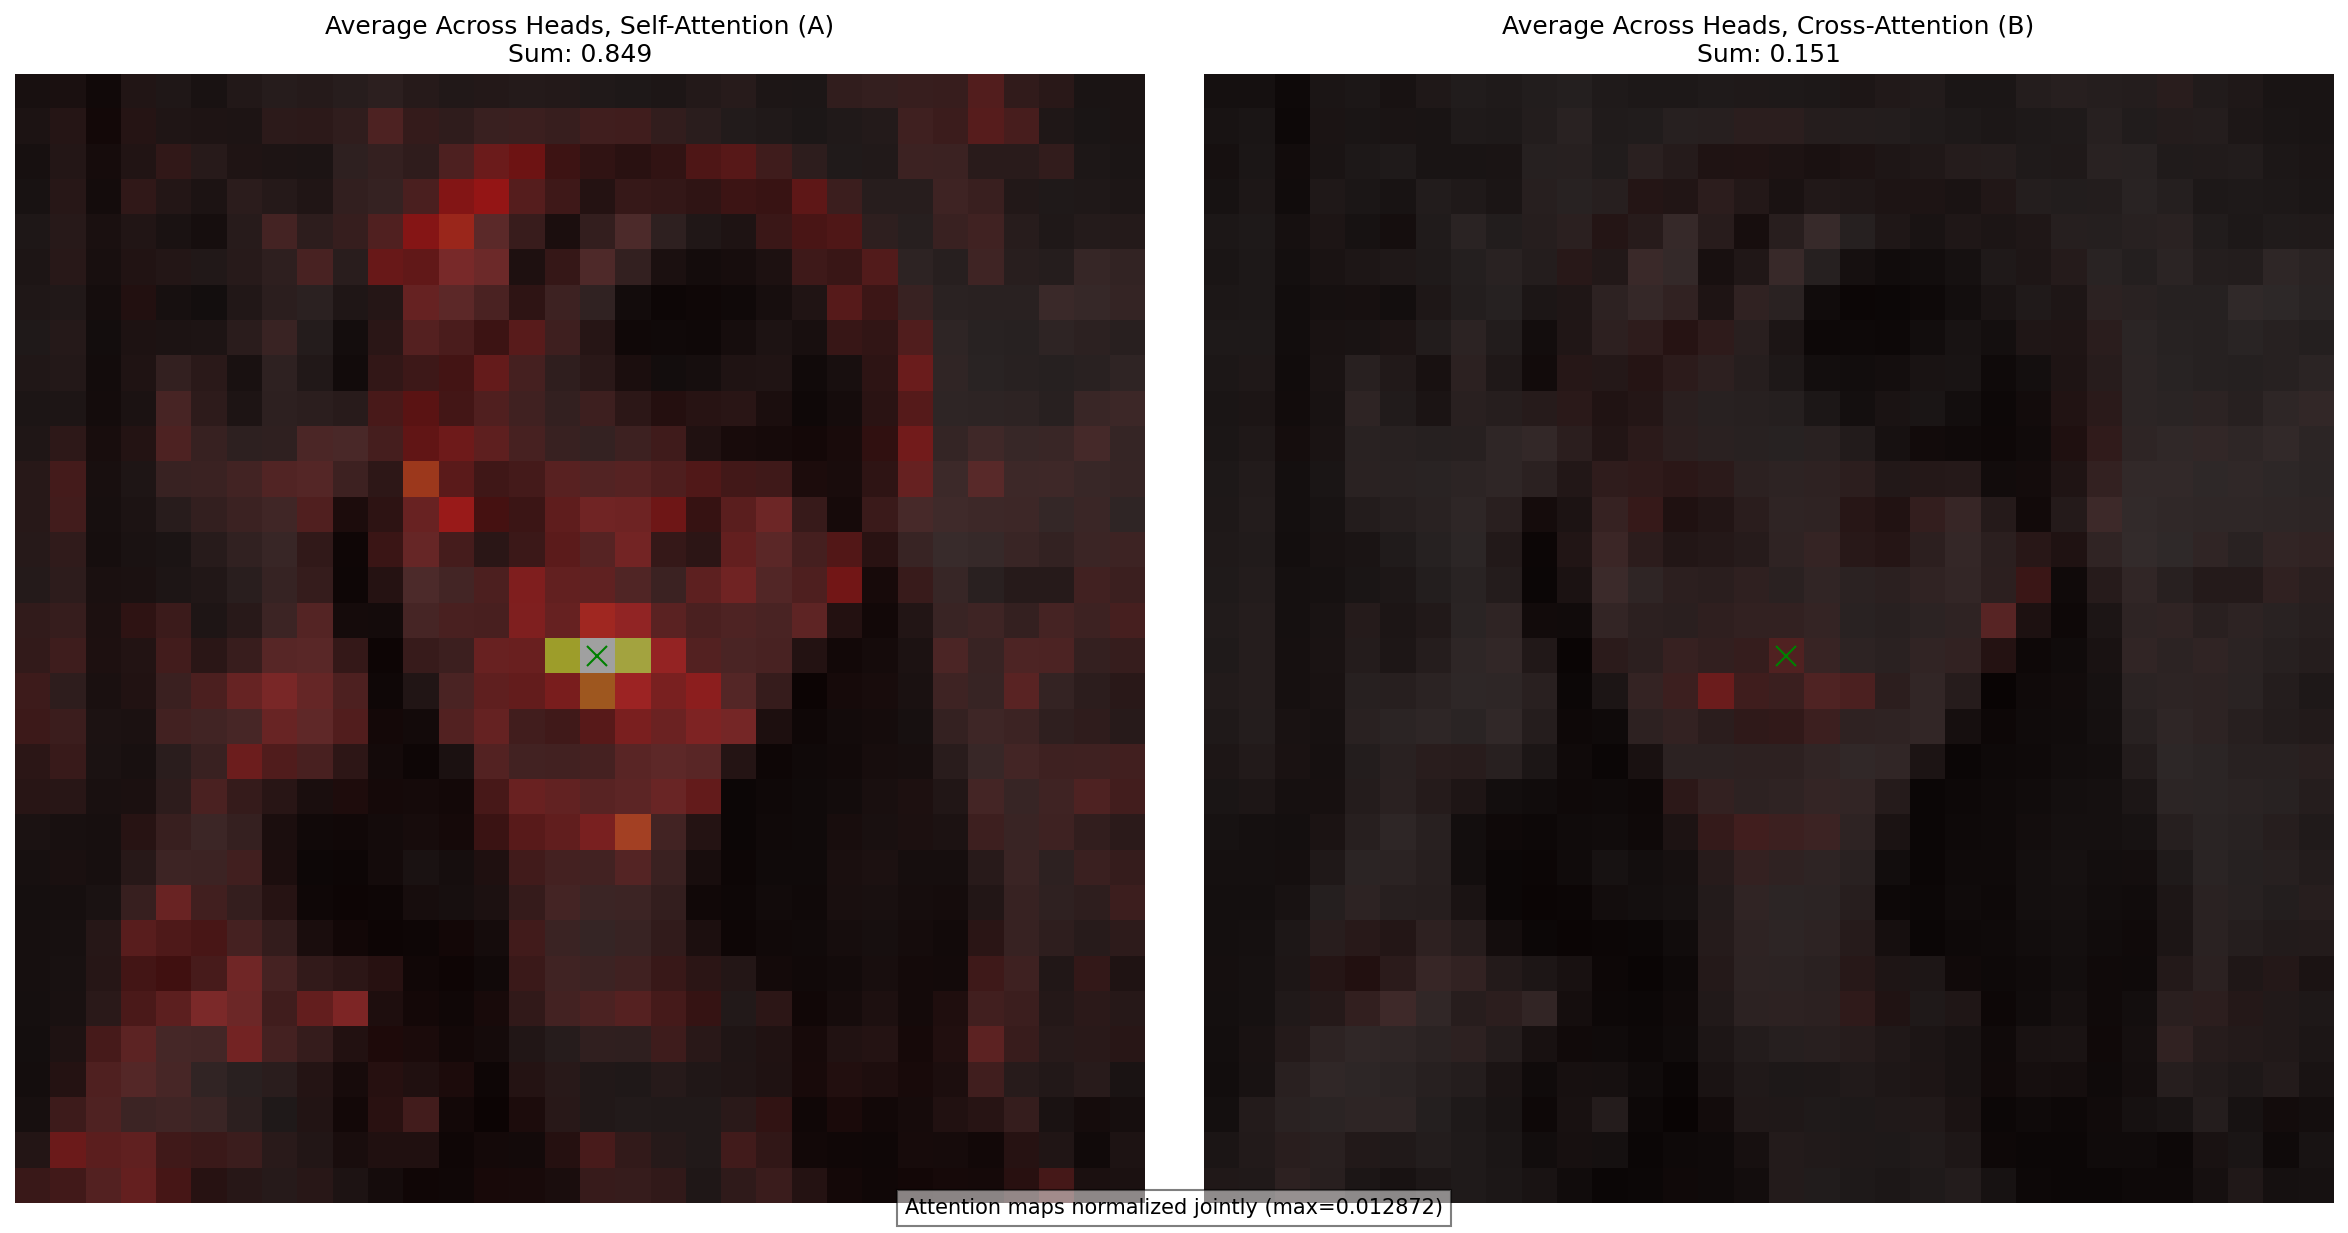 Average Across Heads, Self-Attention (A)
Sum: 0.849
Average Across Heads, Cross-Attention (B)
Sum: 0.151
Attention maps normalized jointly (max=0.012872)